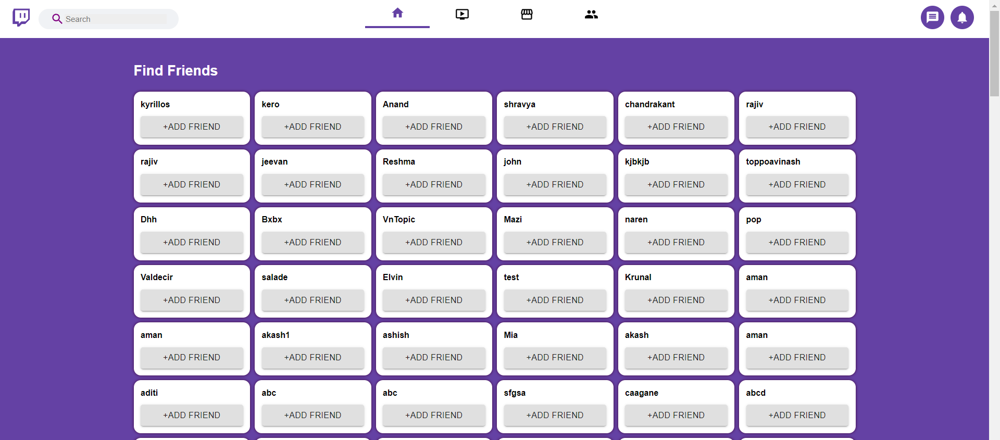 Search
Find Friends
kyrillos kero Anand shravya chandrakant rajiv
+ADD FRIEND +ADD FRIEND +ADD FRIEND +ADD FRIEND +ADD FRIEND +ADD FRIEND
rajiv jeevan Reshma john kjbkjb toppoavinash
+ADD FRIEND +ADD FRIEND +ADD FRIEND +ADD FRIEND +ADD FRIEND +ADD FRIEND
Dhh Bxbx VnTopic Mazi naren pop
+ADD FRIEND +ADD FRIEND +ADD FRIEND +ADD FRIEND +ADD FRIEND +ADD FRIEND
Valdecir salade Elvin test Krunal aman
+ADD FRIEND +ADD FRIEND +ADD FRIEND +ADD FRIEND +ADD FRIEND +ADD FRIEND
aman akash1 ashish Mia akash aman
+ADD FRIEND +ADD FRIEND +ADD FRIEND +ADD FRIEND +ADD FRIEND +ADD FRIEND
aditi abc abc sfgsa caagane abcd
+ADD FRIEND +ADD FRIEND +ADD FRIEND +ADD FRIEND +ADD FRIEND +ADD FRIEND